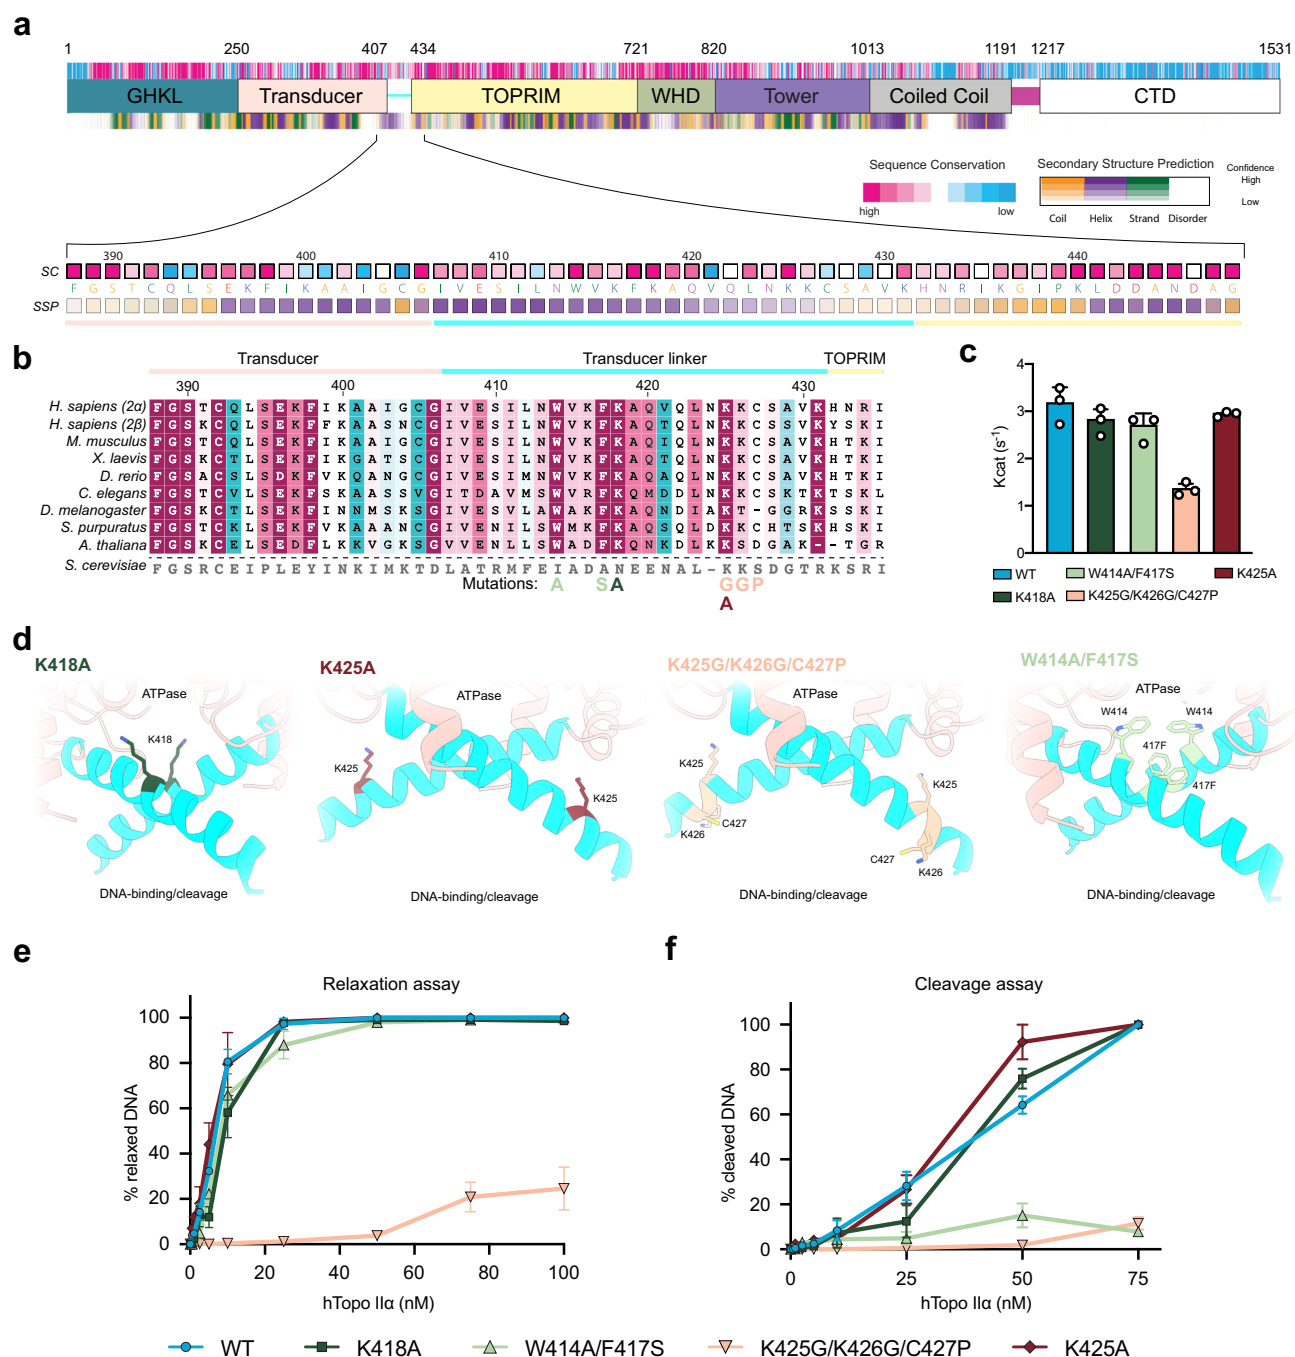 a
1 250 407 434 721 820 1013 1191 1217 1531
GHKL Transducer TOPRIM WHD Tower Coiled Coil CTD
Sequence Conservation
high low
Secondary Structure Prediction
Confidence
High
Low
Coil Helix Strand Disorder
390 400 410 420 430 440
SC
F G S T C Q L S E K F I K A A I G C G I V E S I L N W V K F K A Q V Q L N K K C S A V K H N R I K G I P K L D D A N D A G
SSP
b
Transducer Transducer linker TOPRIM
390 400 410 420 430
H. sapiens (2α) F G S T C Q L S E K F I K A A I G C G I V E S I L N W V K F K A Q V Q L N K K C S A V K H N R I
H. sapiens (2β) F G S K C Q L S E K F F K A A S N C G I V E S I L N W V K F K A Q T Q L N K K C S A V K Y S K I
M. musculus F G S T C Q L S E K F I K A A I G C G I V E S I L N W V K F K A Q I Q L N K K C S A V K H T K I
X. laevis F G S K C Q L S E K F I K G A T S C G I V E S I L N W V K F K A Q T Q L N K K C S A V K H T K I
D. rerio F G S A C S L S D K F V K Q A N G C G I V E S I M N W V K F K A Q T Q L N K K C S A V K H T K I
C. elegans F G S T C V L S E K F S K A A S S V G I T D A V M S W V R F K Q M D D L N K K C S K T K T S K L
D. melanogaster F G S K C T L S E K F I N N M S K S G I V E S V L A W A K F K A Q N D I A K T - G G R K S S K I
S. purpuratus F G S T C K L S E K F V K M A T S S G I V E N I L S W M K F K A Q S Q L D K K C H T S K H S K I
A. thaliana F G S K C E L S E D F L K K V G K S G V V E N L L S W A D F K Q N K D L K K S D G A K - - T G R
S. cerevisiae F G S R C E I P L E Y I N K I M K T D L A T R M F E I A D A N E E N A L - K K S D G T R K S R I
Mutations: A S A G G P
A
c
Kcat (s⁻¹)
4
3
2
1
0
WT W414A/F417S K425A
K418A K425G/K426G/C427P
d
K418A
ATPase
K418
DNA-binding/cleavage
K425A
ATPase
K425
K425
DNA-binding/cleavage
K425G/K426G/C427P
ATPase
K425
K425
K426
C427
C427
K426
DNA-binding/cleavage
W414A/F417S
ATPase
W414
W414
417F
417F
DNA-binding/cleavage
e
Relaxation assay
% relaxed DNA
100
80
60
40
20
0
0 20 40 60 80 100
hTopo IIα (nM)
f
Cleavage assay
% cleaved DNA
100
80
60
40
20
0
0 25 50 75
hTopo IIα (nM)
WT K418A W414A/F417S K425G/K426G/C427P K425A